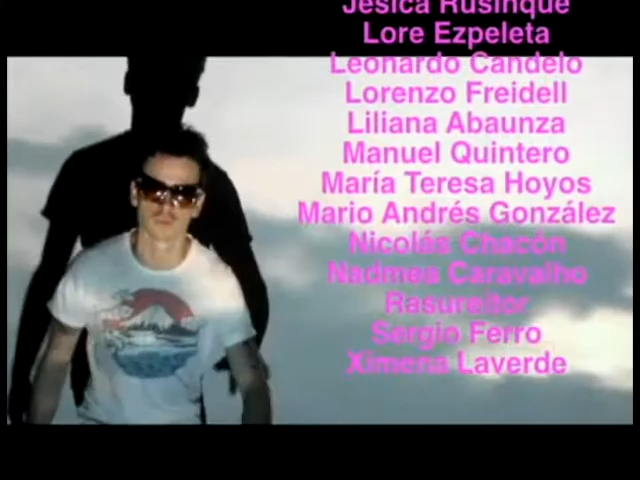 Jesica Rusinque
Lore Ezpeleta
Leonardo Candelo
Lorenzo Freidell
Liliana Abaunza
Manuel Quintero
María Teresa Hoyos
Mario Andrés González
Nicolás Chacón
Nadmea Caravalho
Rasureitor
Sergio Ferro
Ximena Laverde